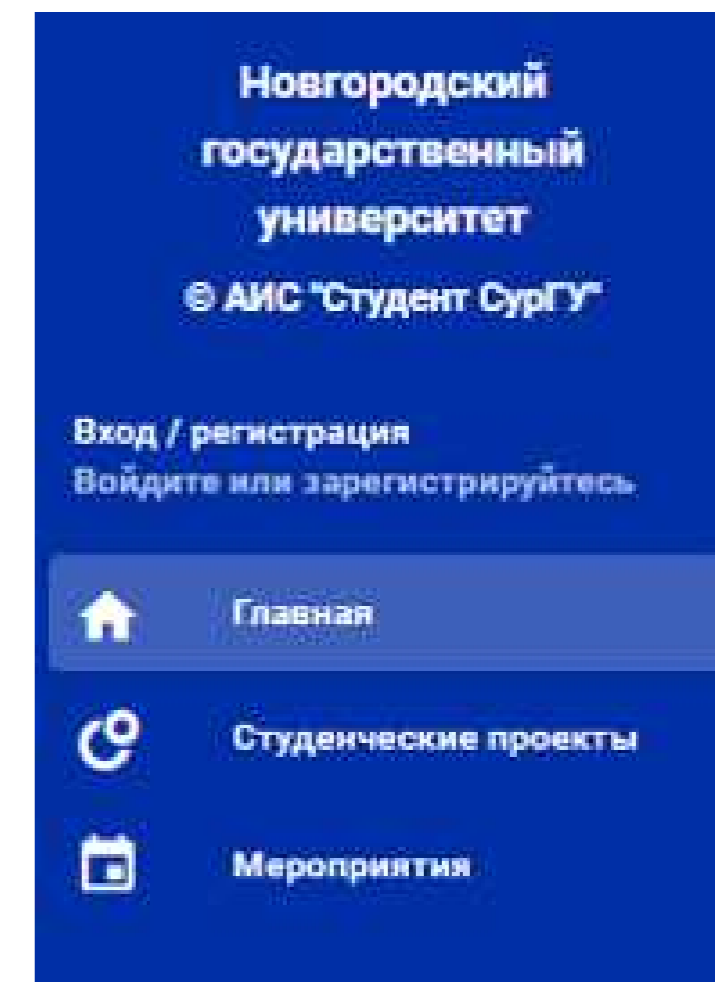 Новгородский
государственный
университет
© АИС "Студент СурГУ"
Вход / регистрация
Войдите или зарегистрируйтесь
Главная
Студенческие проекты
Мероприятия